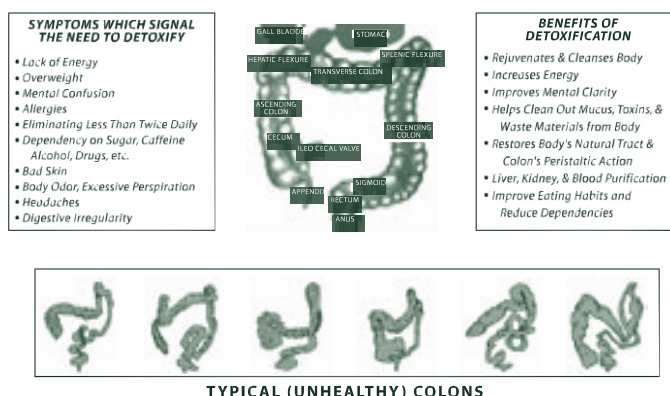 SYMPTOMS WHICH SIGNAL
THE NEED TO DETOXIFY
• Lack of Energy
• Overweight
• Mental Confusion
• Allergies
• Eliminating Less Than Twice Daily
• Dependency on Sugar, Caffeine
Alcohol, Drugs, etc.
• Bad Skin
• Body Odor, Excessive Perspiration
• Headaches
• Digestive Irregularity
GALL BLADDE
STOMACH
HEPATIC FLEXURE
SPLENIC FLEXURE
TRANSVERSE COLON
ASCENDING
COLON
DESCENDING
COLON
CECUM
ILEO CECAL VALVE
APPENDI
SIGMOID
RECTUM
ANUS
BENEFITS OF
DETOXIFICATION
• Rejuvenates & Cleanses Body
• Increases Energy
• Improves Mental Clarity
• Helps Clean Out Mucus, Toxins, &
Waste Materials from Body
• Restores Body's Natural Tract &
Colon's Peristaltic Action
• Liver, Kidney, & Blood Purification
• Improve Eating Habits and
Reduce Dependencies
TYPICAL (UNHEALTHY) COLONS